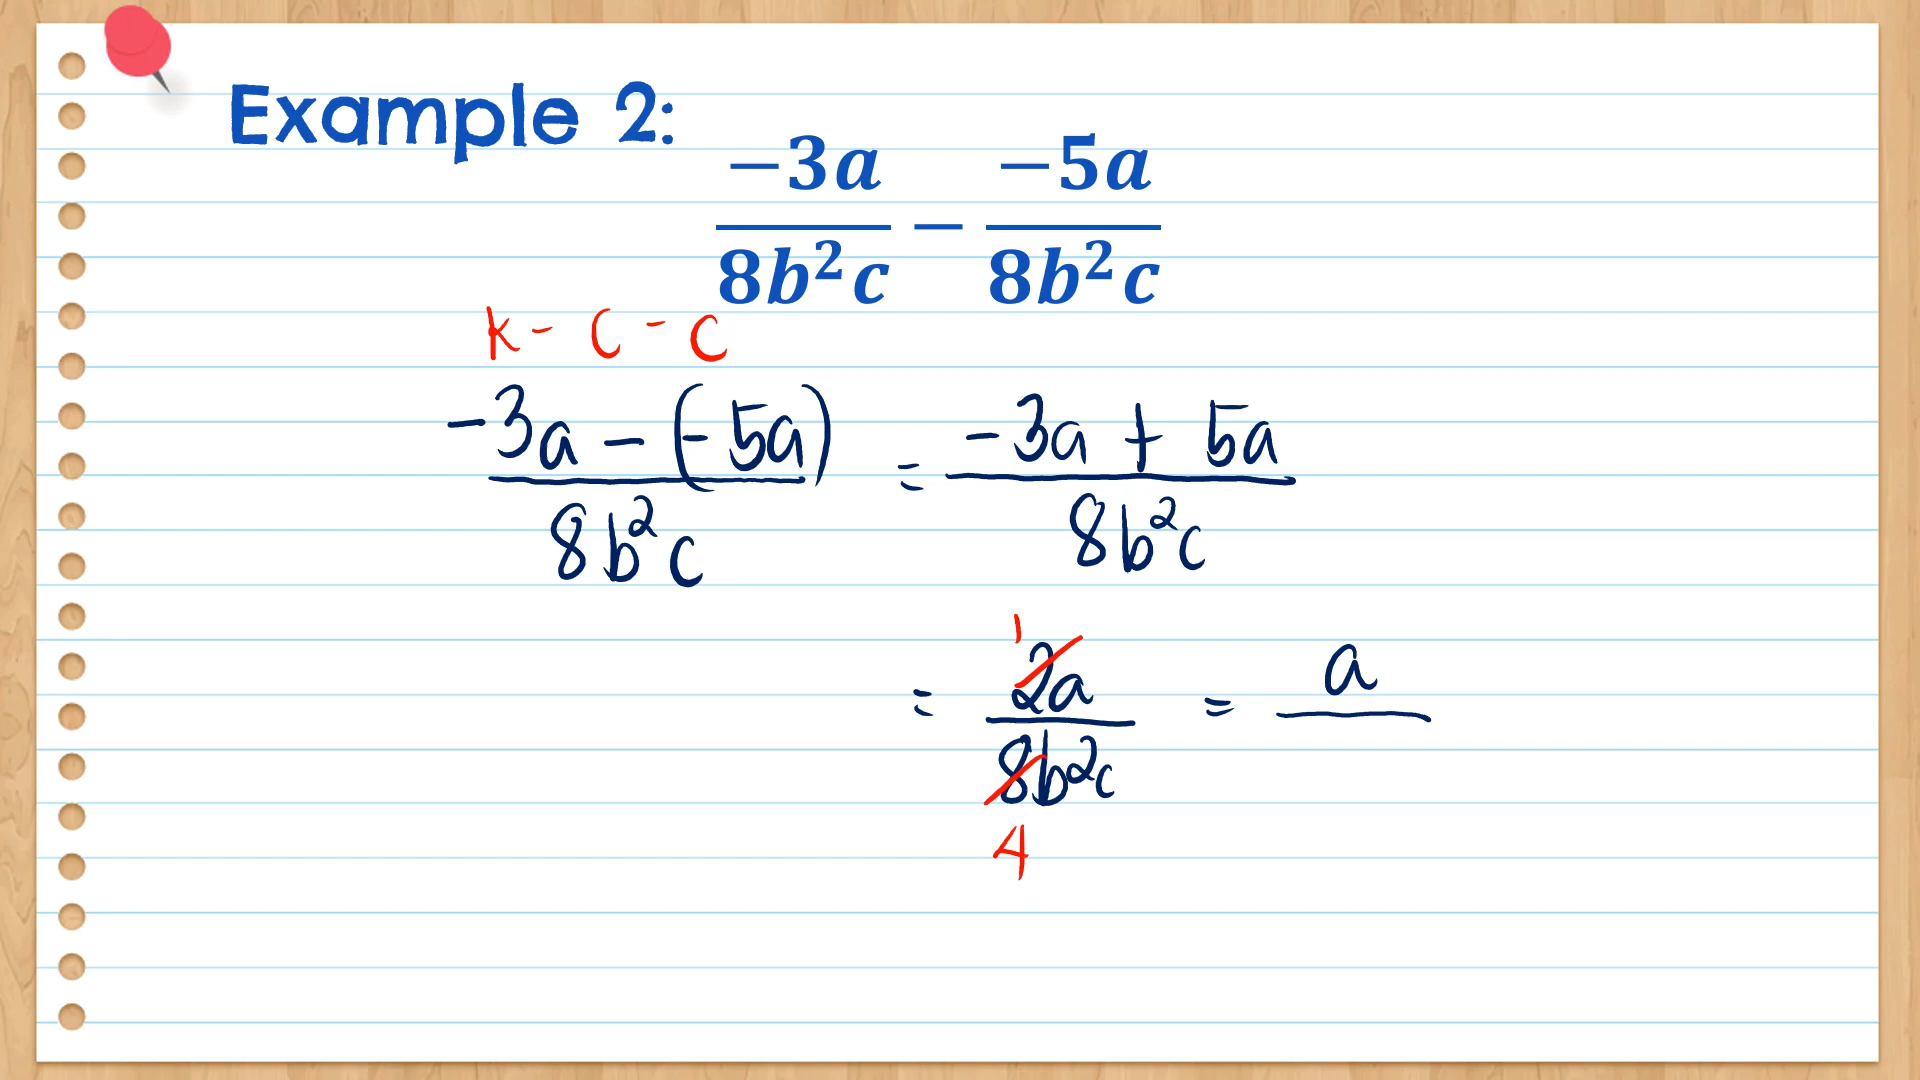 Example 2:
−3a/8b²c − −5a/8b²c
K - C - C
-3a - (-5a)/8b²c = -3a + 5a/8b²c
= 2a/8b²c = a
1
4